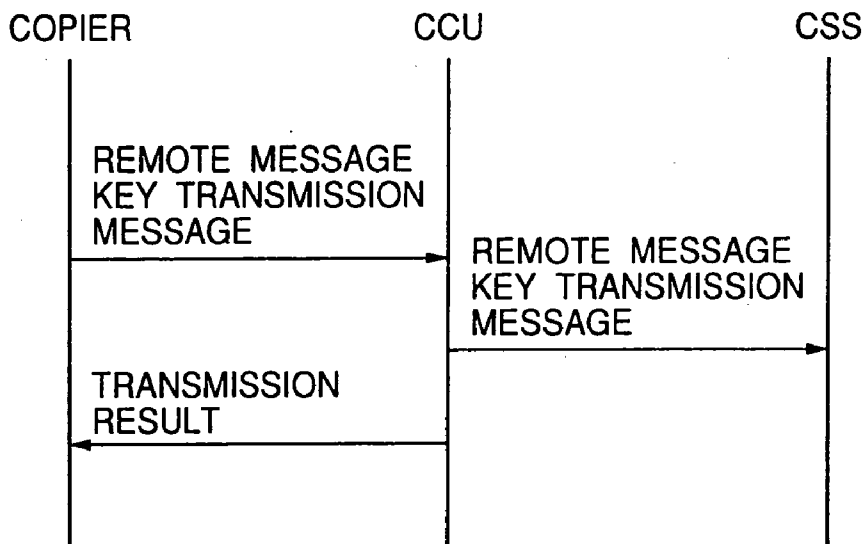 COPIER CCU CSS
REMOTE MESSAGE
KEY TRANSMISSION
MESSAGE
REMOTE MESSAGE
KEY TRANSMISSION
MESSAGE
TRANSMISSION
RESULT